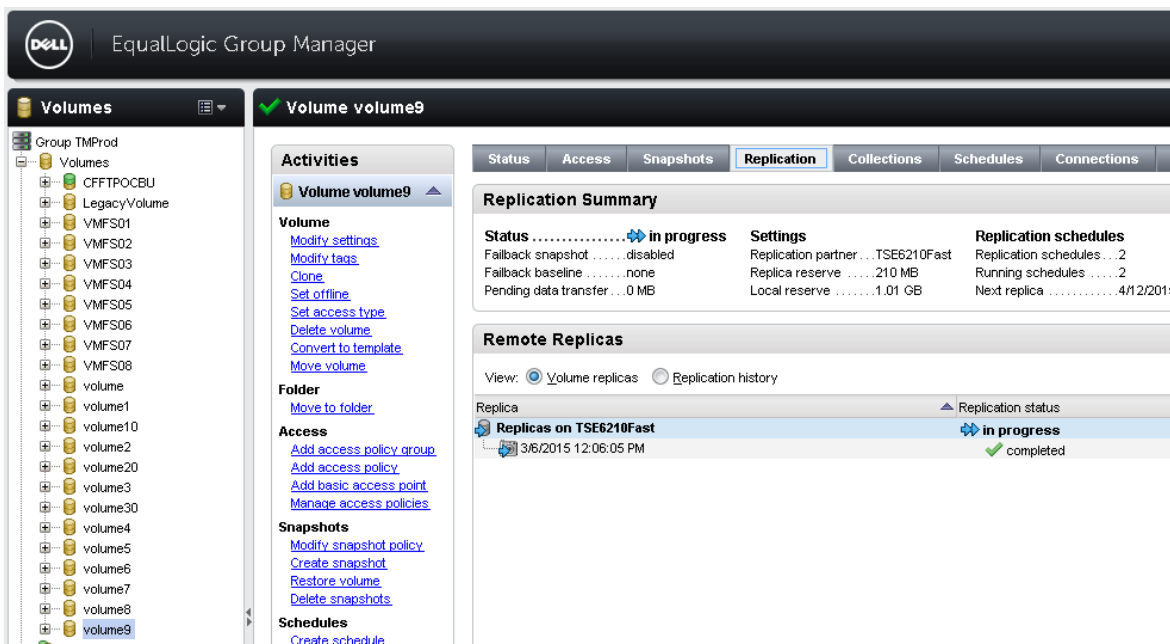 DELL
EqualLogic Group Manager
Volumes
Group TMProd
Volumes
CFFTPOCBU
LegacyVolume
VMFS01
VMFS02
VMFS03
VMFS04
VMFS05
VMFS06
VMFS07
VMFS08
volume
volume1
volume10
volume2
volume20
volume3
volume30
volume4
volume5
volume6
volume7
volume8
volume9
Volume volume9
Activities
Volume volume9
Volume
Modify settings
Modify tags
Clone
Set offline
Set access type
Delete volume
Convert to template
Move volume
Folder
Move to folder
Access
Add access policy group
Add access policy
Add basic access point
Manage access policies
Snapshots
Modify snapshot policy
Create snapshot
Restore volume
Delete snapshots
Schedules
Create schedule
Status Access Snapshots Replication Collections Schedules Connections
Replication Summary
Status ................ in progress
Failback snapshot ......disabled
Failback baseline ......none
Pending data transfer...0 MB
Settings
Replication partner...TSE6210Fast
Replica reserve .....210 MB
Local reserve .......1.01 GB
Replication schedules
Replication schedules...2
Running schedules .....2
Next replica ............4/12/201
Remote Replicas
View: Volume replicas Replication history
Replica Replication status
Replicas on TSE6210Fast in progress
3/6/2015 12:06:05 PM completed